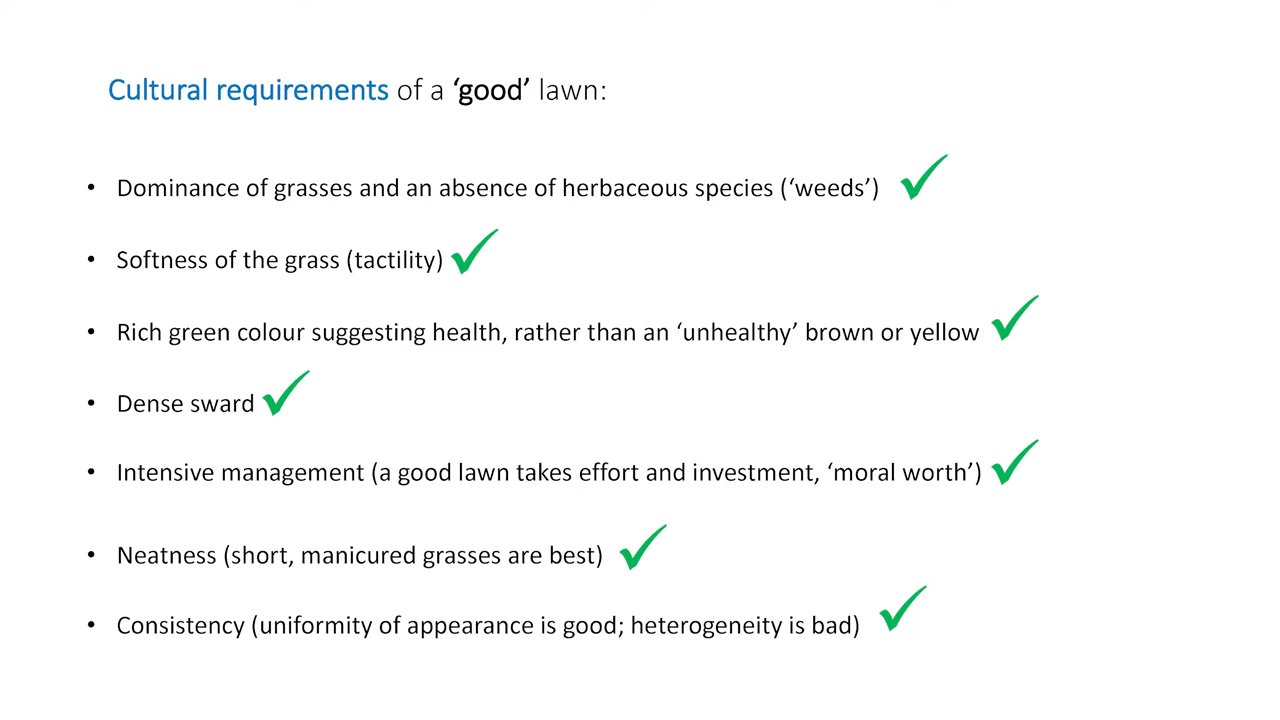 Cultural requirements of a ‘good’ lawn:
• Dominance of grasses and an absence of herbaceous species (‘weeds’)
• Softness of the grass (tactility)
• Rich green colour suggesting health, rather than an ‘unhealthy’ brown or yellow
• Dense sward
• Intensive management (a good lawn takes effort and investment, ‘moral worth’)
• Neatness (short, manicured grasses are best)
• Consistency (uniformity of appearance is good; heterogeneity is bad)